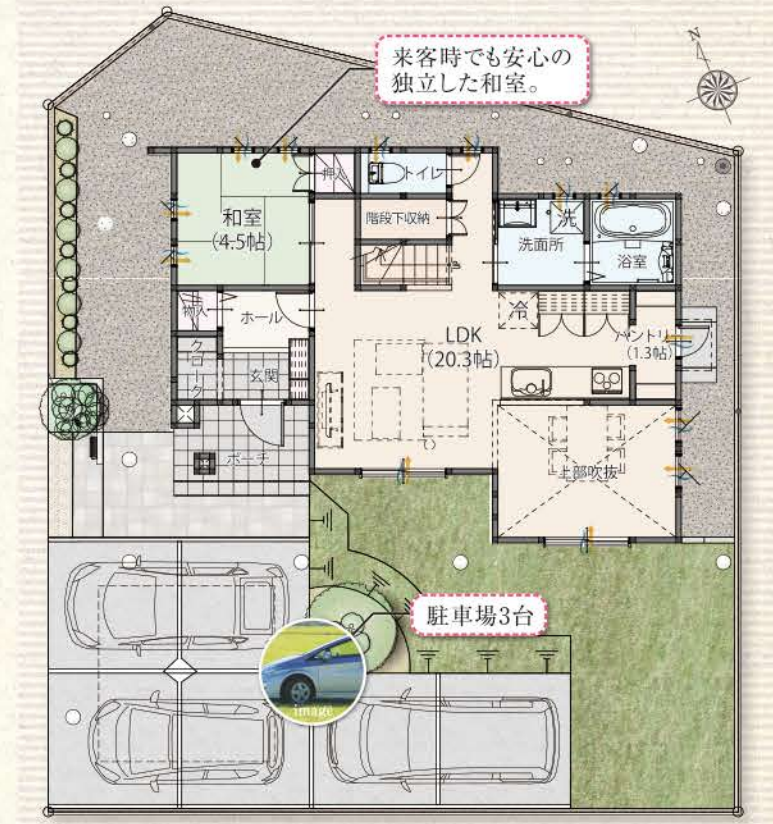 N
来客時でも安心の
独立した和室。
押入
トイレ
和室
(4.5帖)
階段下収納
洗
洗面所
浴室
物入
ホール
冷
LDK
(20.3帖)
パントリー
(1.3帖)
クローク
玄関
ポーチ
上部吹抜
駐車場3台
image